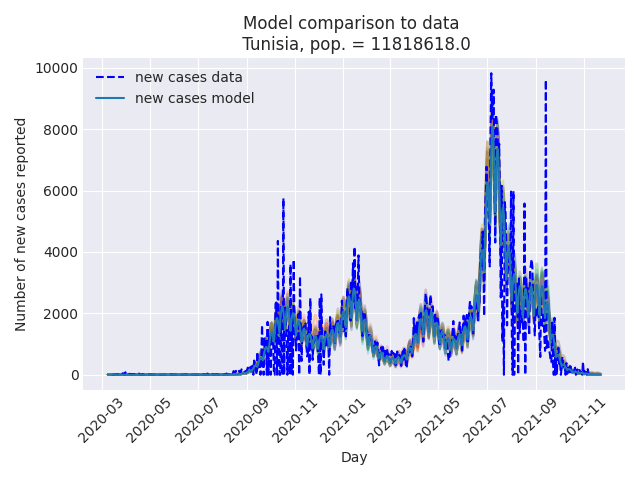 Model comparison to data
Tunisia, pop. = 11818618.0
new cases data
new cases model
Number of new cases reported
10000
8000
6000
4000
2000
0
2020-03
2020-05
2020-07
2020-09
2020-11
2021-01
2021-03
2021-05
2021-07
2021-09
2021-11
Day